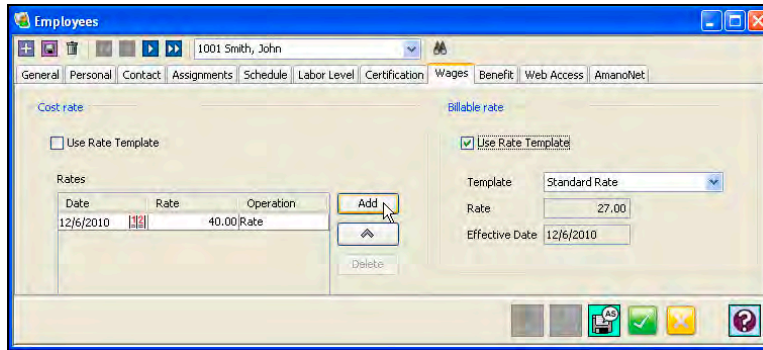 Employees
1001 Smith, John
General Personal Contact Assignments Schedule Labor Level Certification Wages Benefit Web Access AmanoNet
Cost rate Billable rate
Use Rate Template Use Rate Template
Rates Template Standard Rate
Date Rate Operation Add Rate 27.00
12/6/2010 12 40.00 Rate Effective Date 12/6/2010
Delete
AS ?